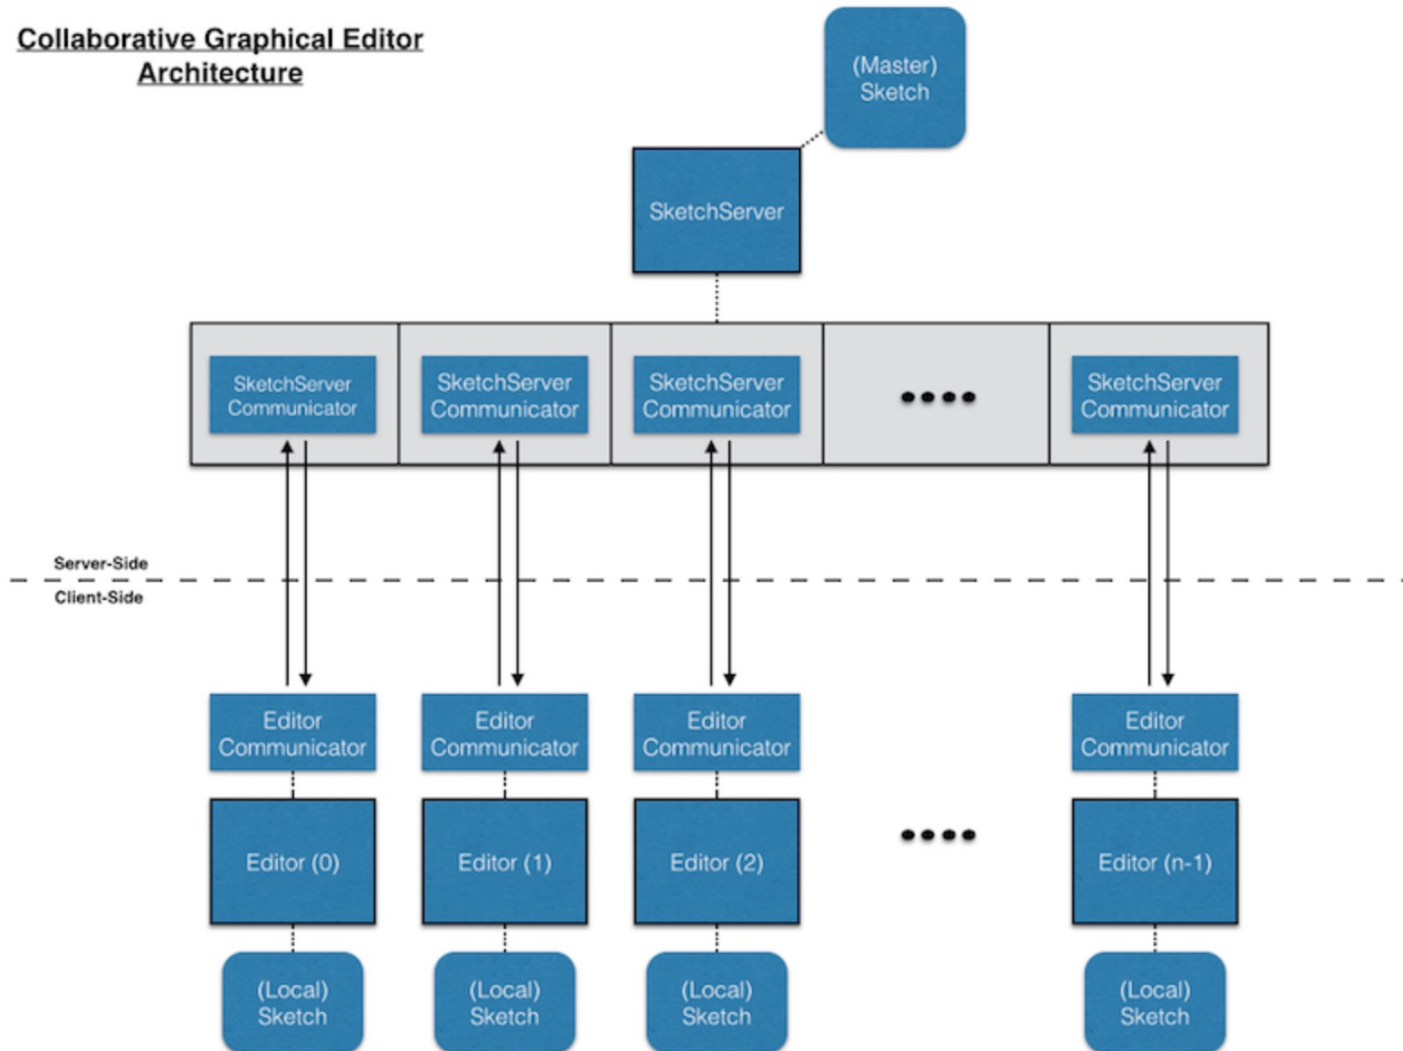 Collaborative Graphical Editor
Architecture
(Master)
Sketch
SketchServer
SketchServer
Communicator
SketchServer
Communicator
SketchServer
Communicator
SketchServer
Communicator
Server-Side
Client-Side
Editor
Communicator
Editor
Communicator
Editor
Communicator
Editor
Communicator
Editor (0)
Editor (1)
Editor (2)
Editor (n-1)
(Local)
Sketch
(Local)
Sketch
(Local)
Sketch
(Local)
Sketch